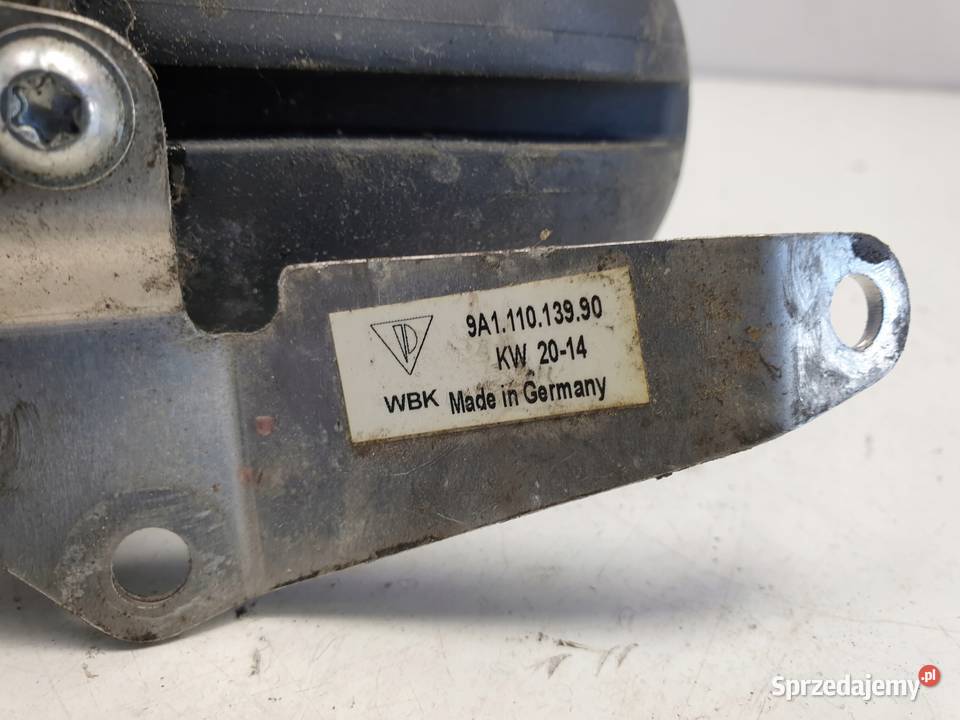 9A1.110.139.90
KW 20-14
WBK Made in Germany
Sprzedajemy.pl